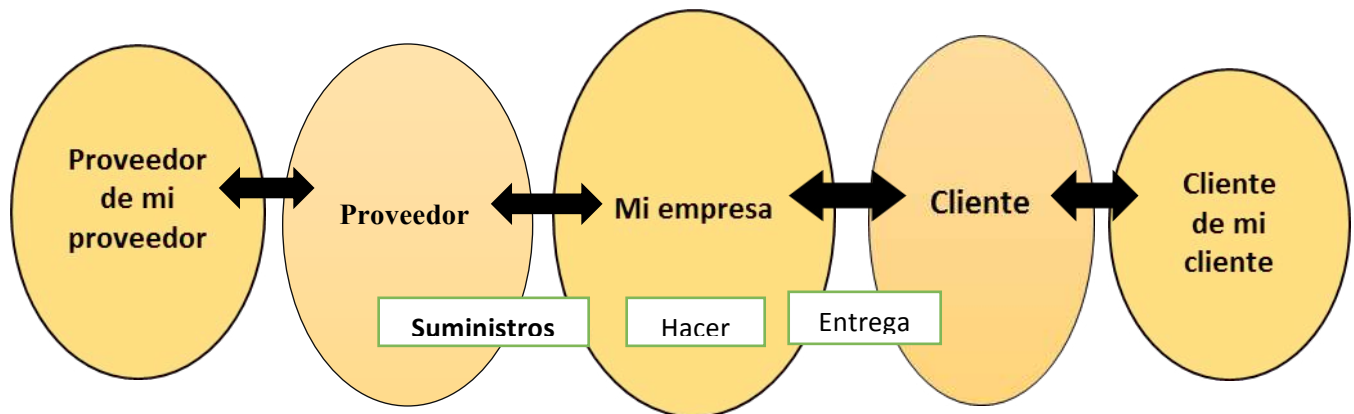 Proveedor
de mi
proveedor
Proveedor
Mi empresa
Cliente
Cliente
de mi
cliente
Suministros
Hacer
Entrega